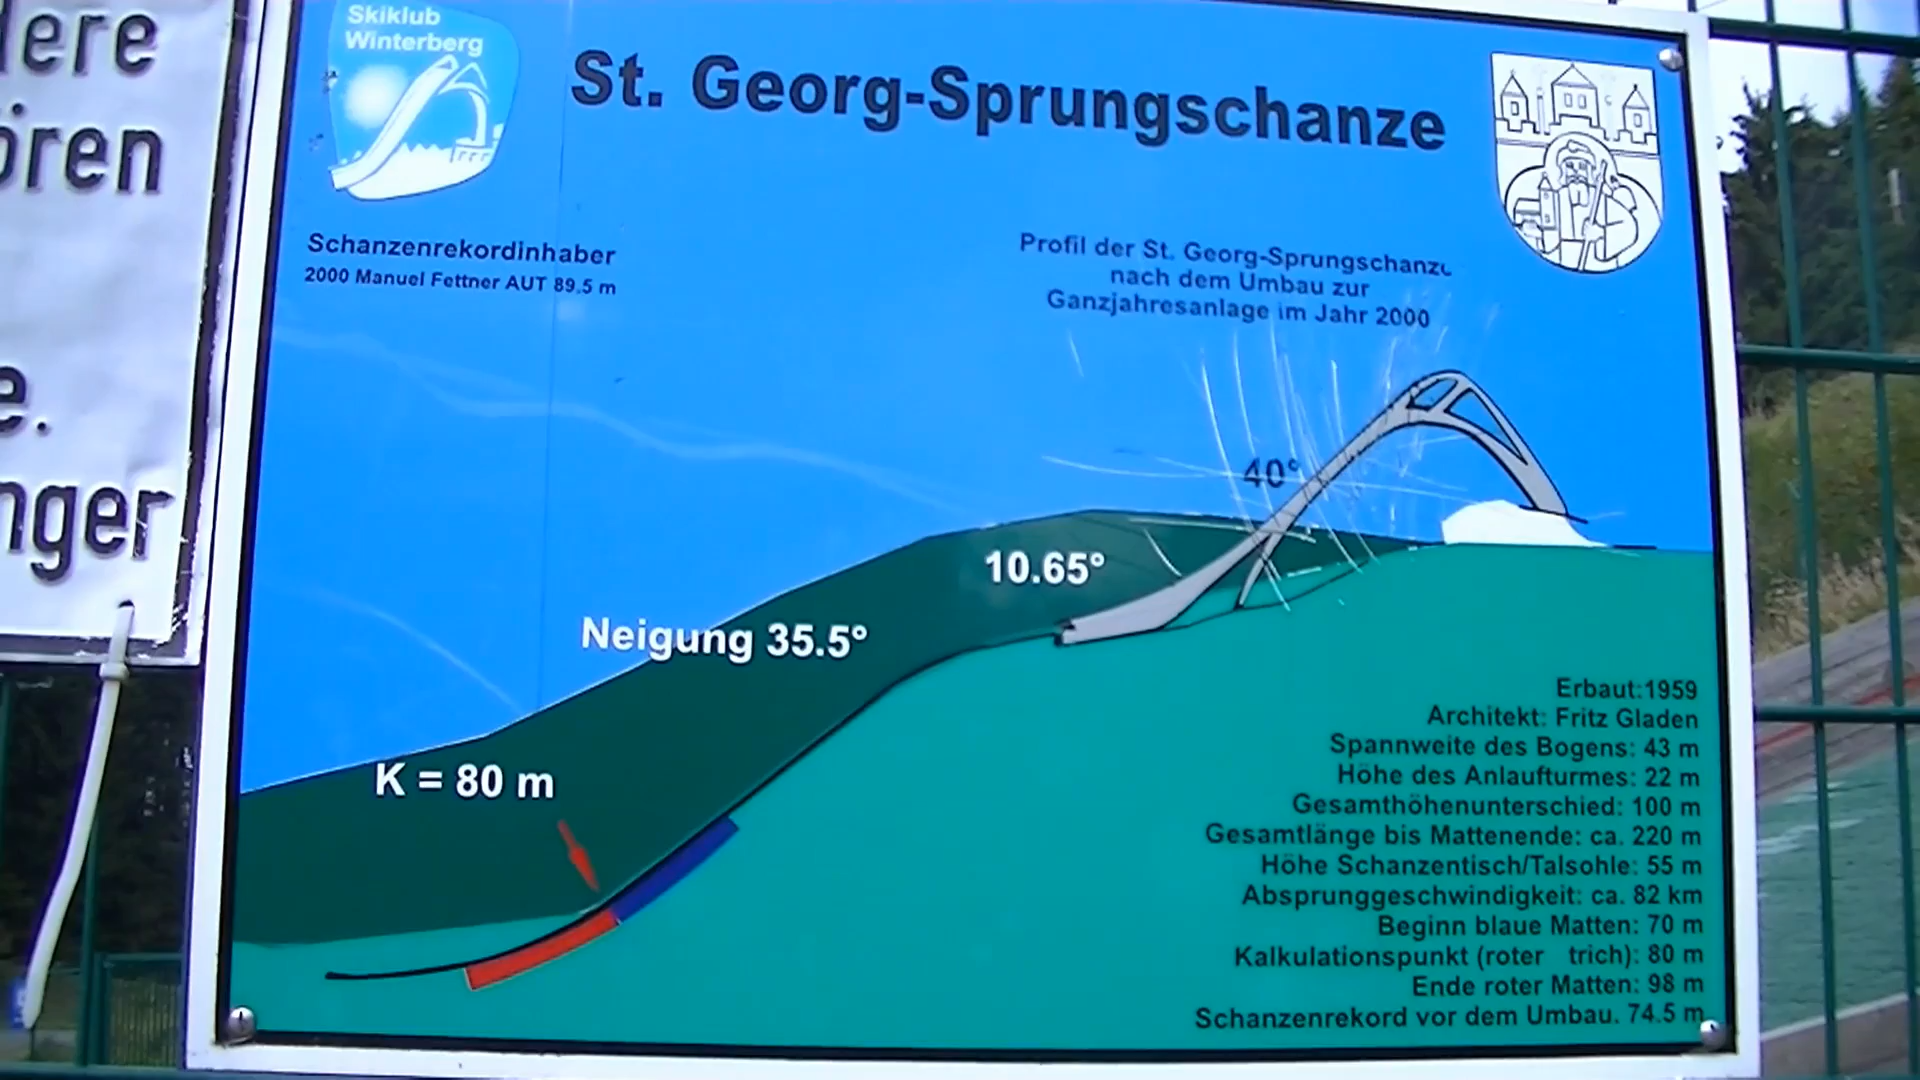 dere
ören
e.
nger
Skiklub
Winterberg
St. Georg-Sprungschanze
Schanzenrekordinhaber
2000 Manuel Fettner AUT 89.5 m
Profil der St. Georg-Sprungschanze
nach dem Umbau zur
Ganzjahresanlage im Jahr 2000
40°
10.65°
Neigung 35.5°
K = 80 m
Erbaut:1959
Architekt: Fritz Gladen
Spannweite des Bogens: 43 m
Höhe des Anlaufturmes: 22 m
Gesamthöhenunterschied: 100 m
Gesamtlänge bis Mattenende: ca. 220 m
Höhe Schanzentisch/Talsohle: 55 m
Absprunggeschwindigkeit: ca. 82 km
Beginn blaue Matten: 70 m
Kalkulationspunkt (roter trich): 80 m
Ende roter Matten: 98 m
Schanzenrekord vor dem Umbau. 74.5 m